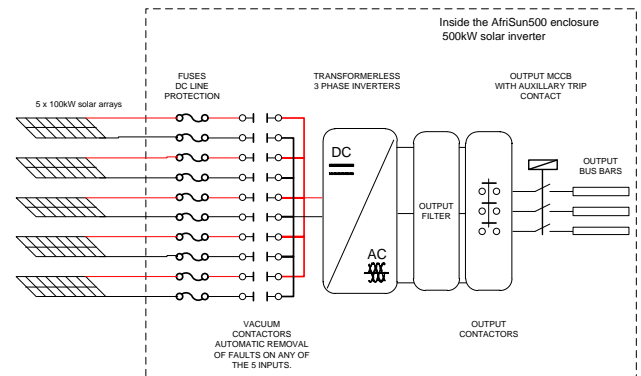 Inside the AfriSun500 enclosure
500kW solar inverter
FUSES
DC LINE
PROTECTION
TRANSFORMERLESS
3 PHASE INVERTERS
OUTPUT MCCB
WITH AUXILLARY TRIP
CONTACT
5 x 100kW solar arrays
DC
AC
OUTPUT
FILTER
OUTPUT
BUS BARS
VACUUM
CONTACTORS
AUTOMATIC REMOVAL
OF FAULTS ON ANY OF
THE 5 INPUTS.
OUTPUT
CONTACTORS